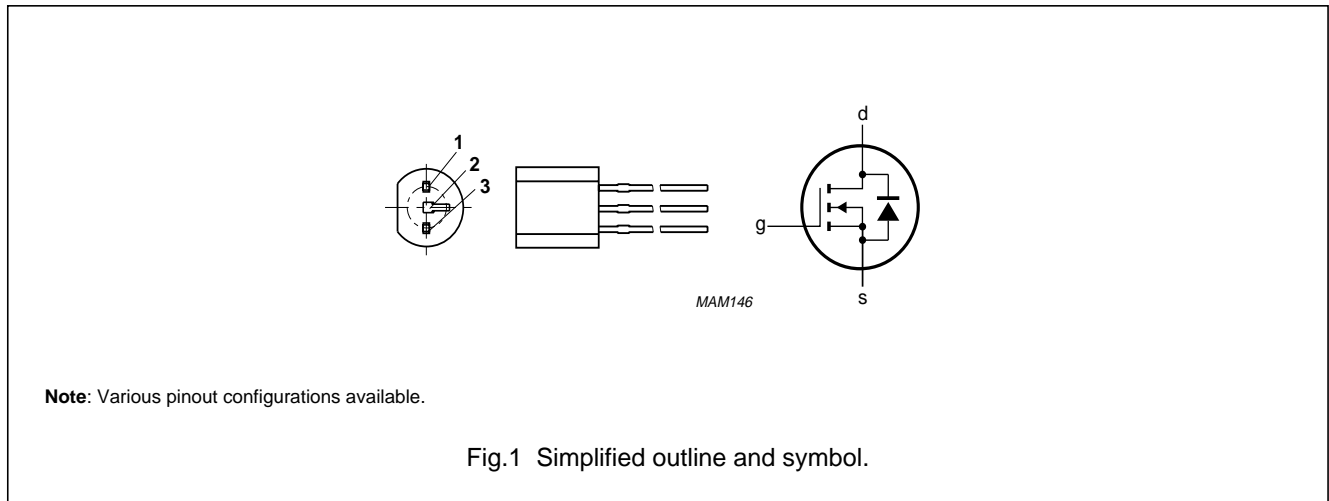 1
2
3
d
g
s
MAM146
Note: Various pinout configurations available.
Fig.1 Simplified outline and symbol.